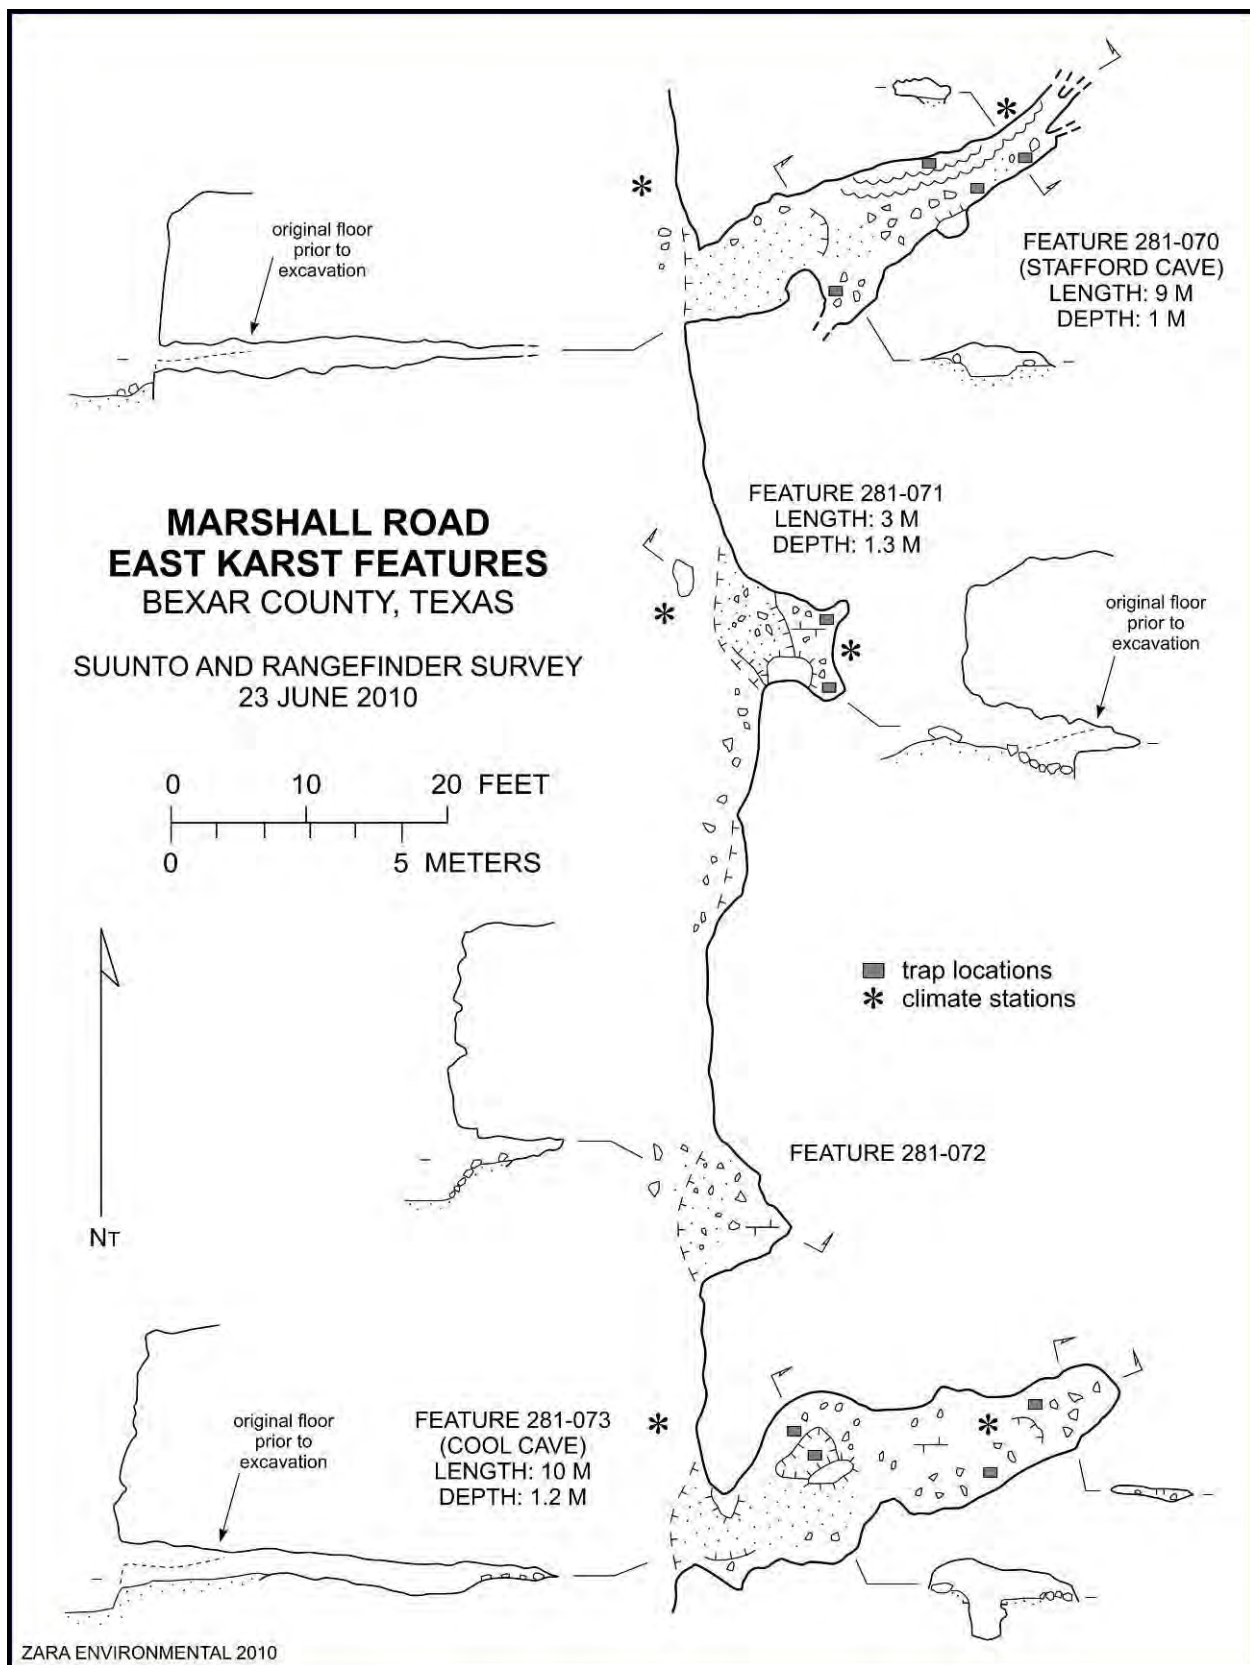 original floor
prior to
excavation
FEATURE 281-070
(STAFFORD CAVE)
LENGTH: 9 M
DEPTH: 1 M
MARSHALL ROAD
EAST KARST FEATURES
BEXAR COUNTY, TEXAS
SUUNTO AND RANGEFINDER SURVEY
23 JUNE 2010
FEATURE 281-071
LENGTH: 3 M
DEPTH: 1.3 M
original floor
prior to
excavation
0 10 20 FEET
0 5 METERS
trap locations
climate stations
NT
FEATURE 281-072
original floor
prior to
excavation
FEATURE 281-073
(COOL CAVE)
LENGTH: 10 M
DEPTH: 1.2 M
ZARA ENVIRONMENTAL 2010